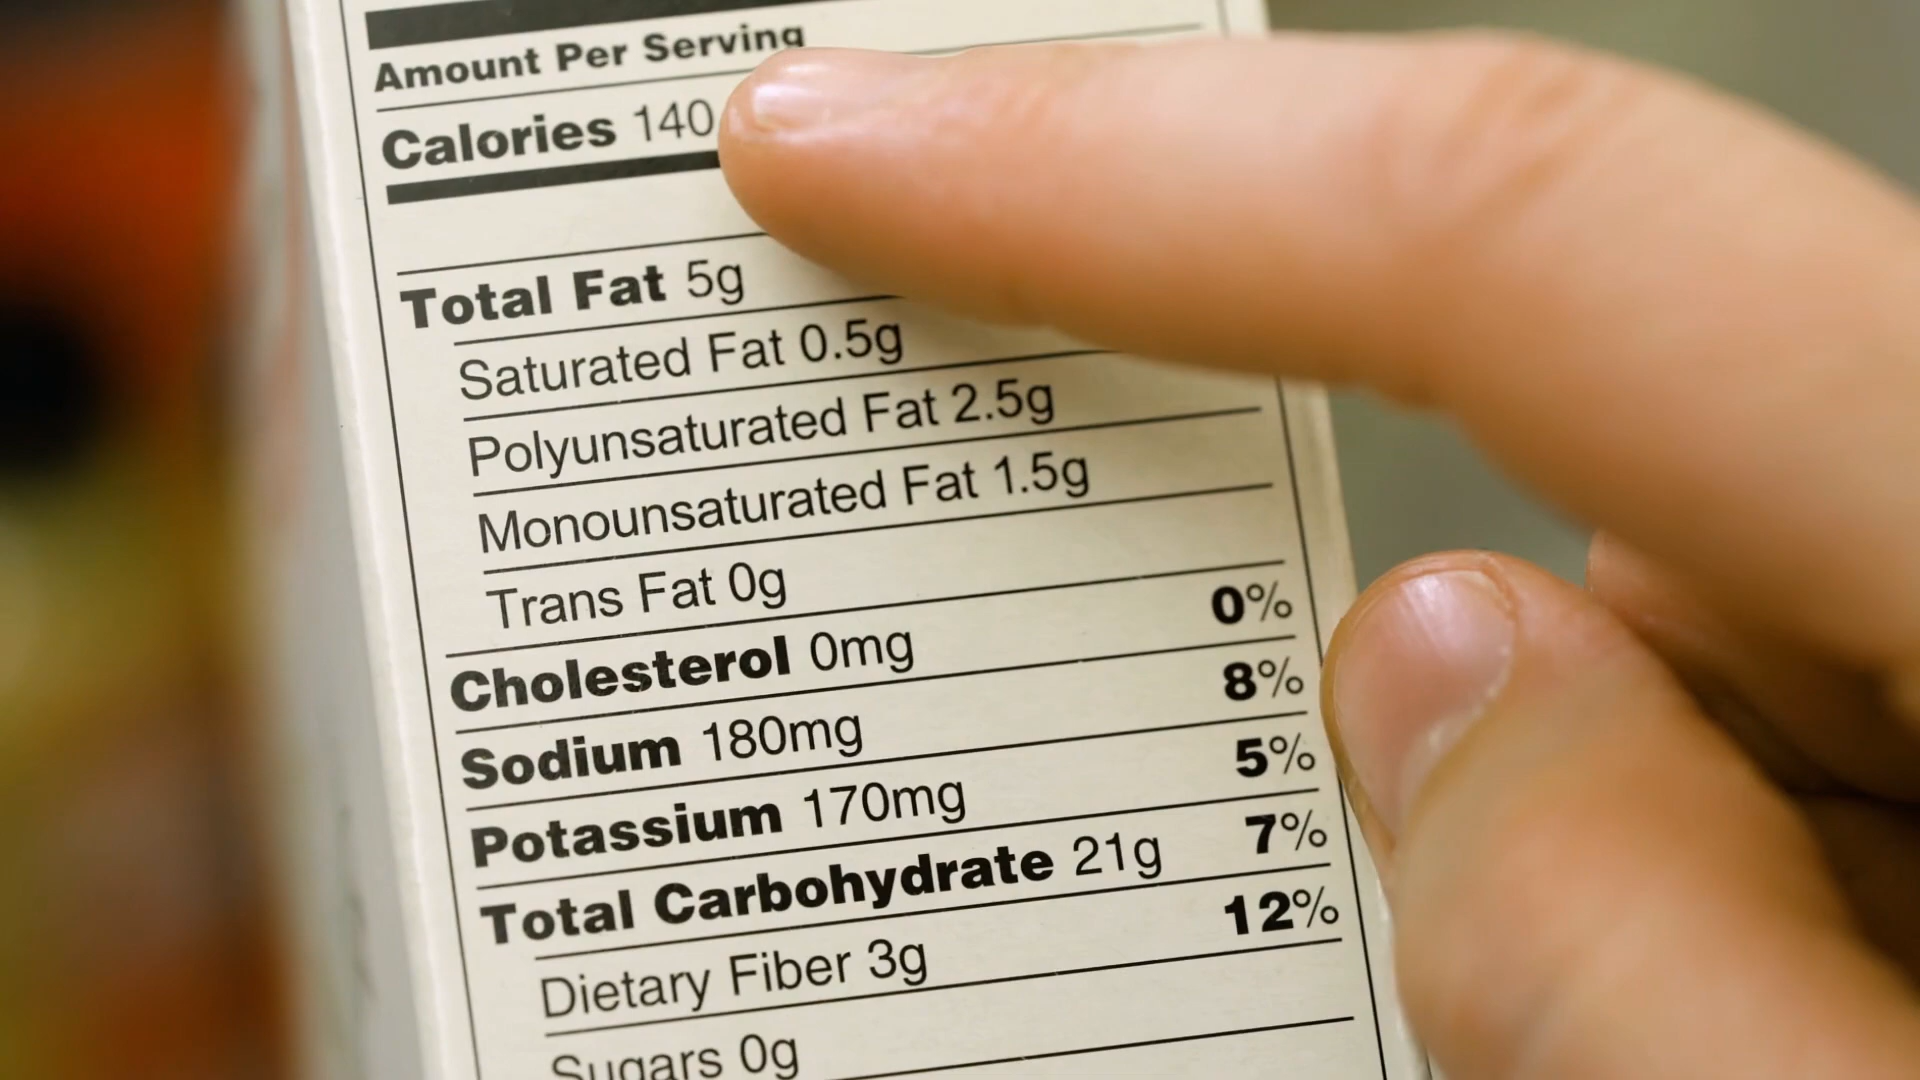 Amount Per Serving
Calories 140
Total Fat 5g
Saturated Fat 0.5g
Polyunsaturated Fat 2.5g
Monounsaturated Fat 1.5g
Trans Fat 0g
Cholesterol 0mg 0%
Sodium 180mg 8%
Potassium 170mg 5%
Total Carbohydrate 21g 7%
Dietary Fiber 3g 12%
Sugars 0g